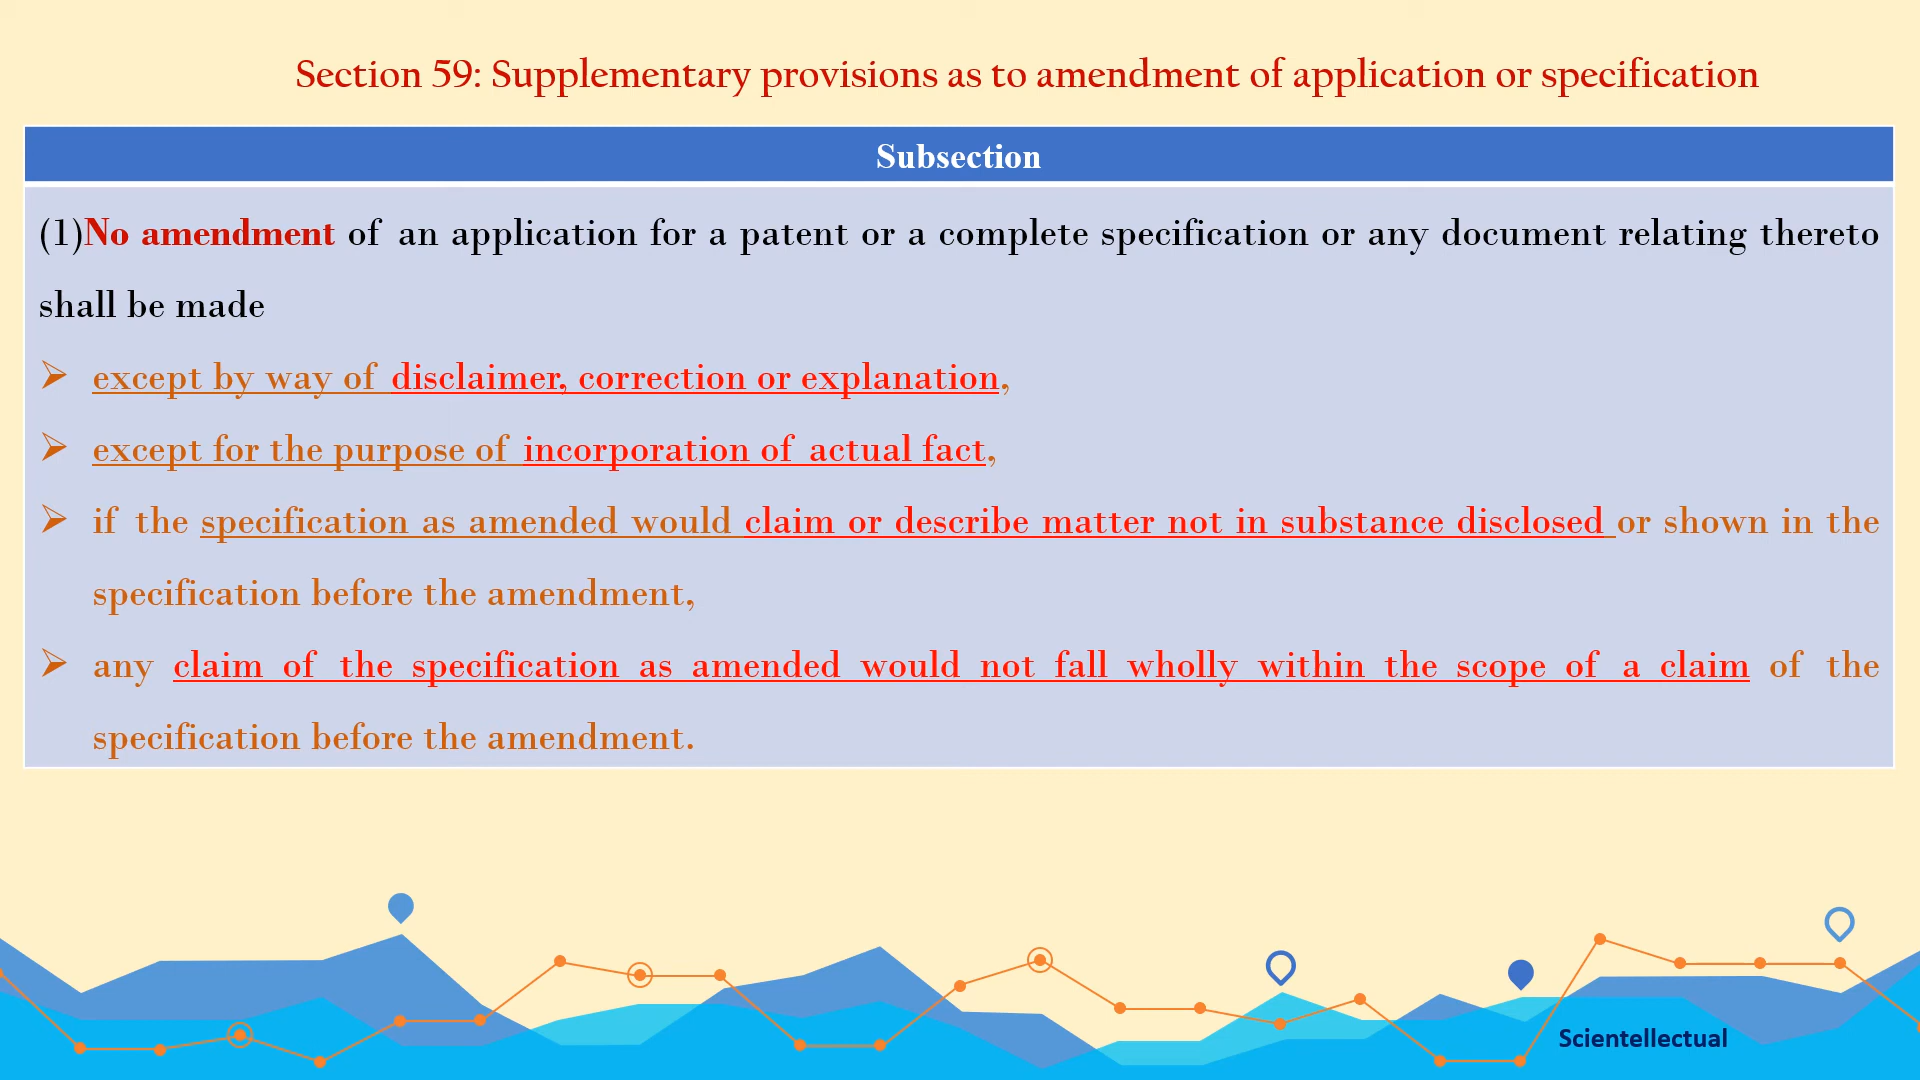 Section 59: Supplementary provisions as to amendment of application or specification
Subsection
(1)No amendment of an application for a patent or a complete specification or any document relating thereto
shall be made
➢ except by way of disclaimer, correction or explanation,
➢ except for the purpose of incorporation of actual fact,
➢ if the specification as amended would claim or describe matter not in substance disclosed or shown in the
specification before the amendment,
➢ any claim of the specification as amended would not fall wholly within the scope of a claim of the
specification before the amendment.
Scientellectual